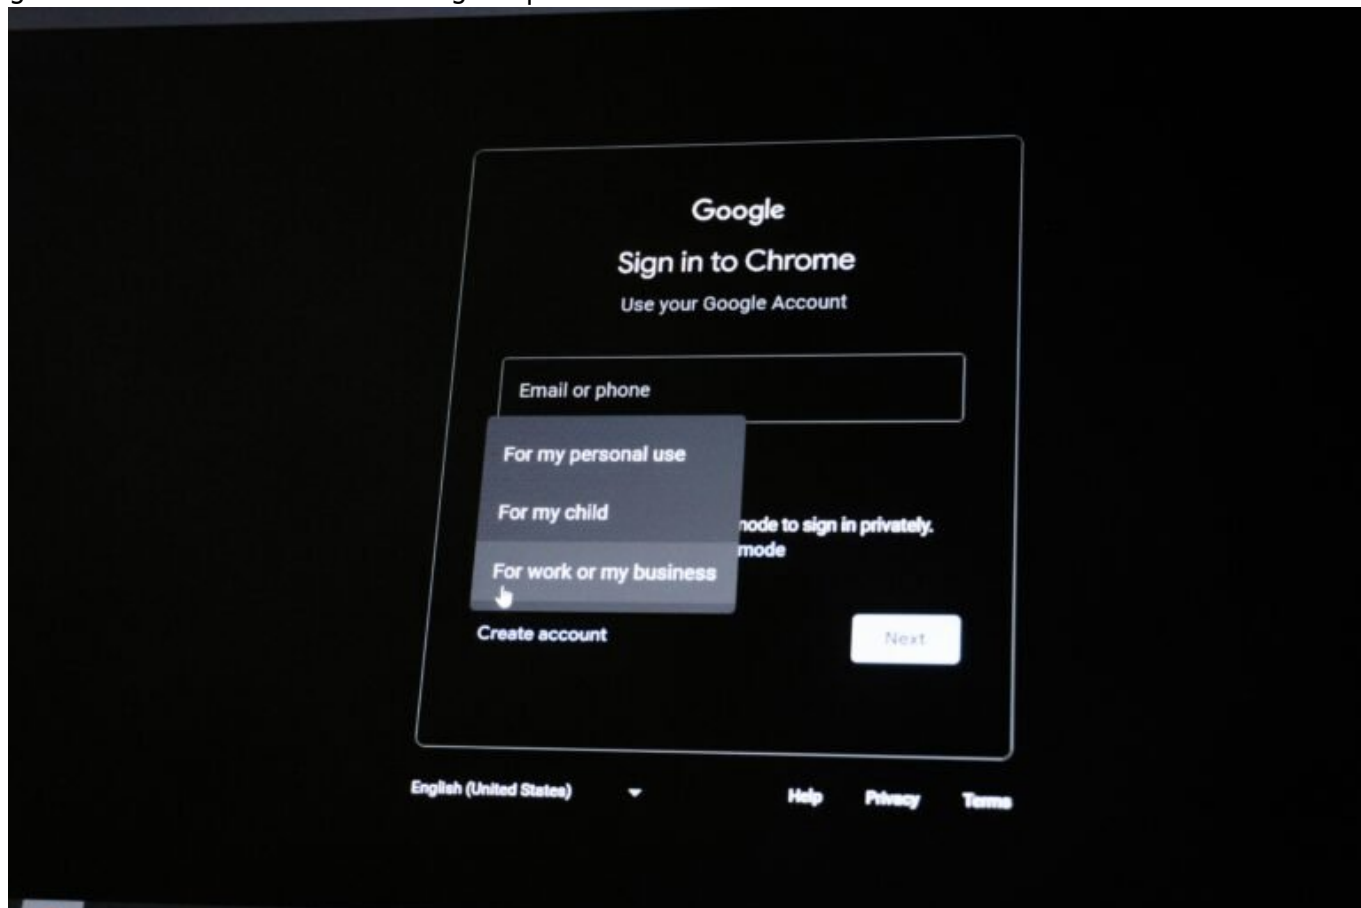 Google
Sign in to Chrome
Use your Google Account
Email or phone
For my personal use
For my child
to sign in privately.
mode
For work or my business
Create account
Next
English (United States)
Help
Privacy
Terms